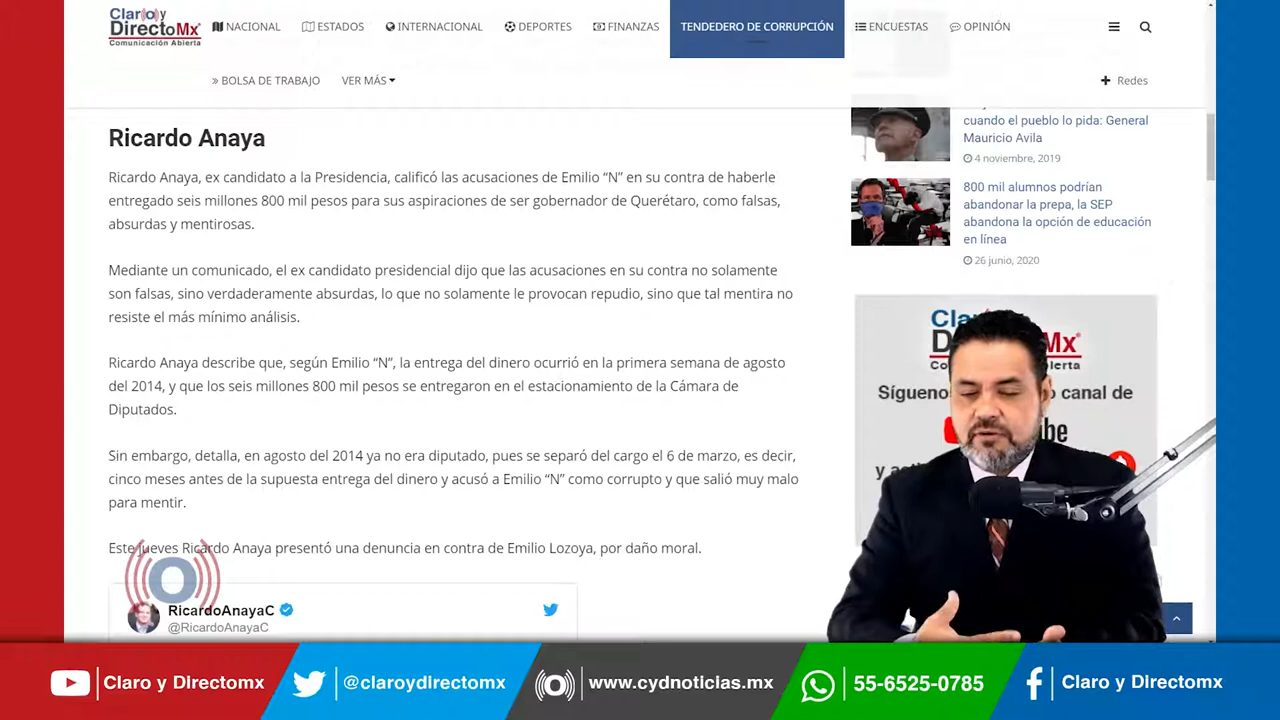 Claro y
DirectoMx
Comunicación Abierta
NACIONAL
ESTADOS
INTERNACIONAL
DEPORTES
FINANZAS
TENDEDERO DE CORRUPCIÓN
ENCUESTAS
OPINIÓN
» BOLSA DE TRABAJO
VER MÁS
Redes
Ricardo Anaya
Ricardo Anaya, ex candidato a la Presidencia, calificó las acusaciones de Emilio “N” en su contra de haberle
entregado seis millones 800 mil pesos para sus aspiraciones de ser gobernador de Querétaro, como falsas,
absurdas y mentirosas.
Mediante un comunicado, el ex candidato presidencial dijo que las acusaciones en su contra no solamente
son falsas, sino verdaderamente absurdas, lo que no solamente le provocan repudio, sino que tal mentira no
resiste el más mínimo análisis.
Ricardo Anaya describe que, según Emilio “N”, la entrega del dinero ocurrió en la primera semana de agosto
del 2014, y que los seis millones 800 mil pesos se entregaron en el estacionamiento de la Cámara de
Diputados.
Sin embargo, detalla, en agosto del 2014 ya no era diputado, pues se separó del cargo el 6 de marzo, es decir,
cinco meses antes de la supuesta entrega del dinero y acusó a Emilio “N” como corrupto y que salió muy malo
para mentir.
Este jueves Ricardo Anaya presentó una denuncia en contra de Emilio Lozoya, por daño moral.
RicardoAnayaC
@RicardoAnayaC
cuando el pueblo lo pida: General
Mauricio Avila
4 noviembre, 2019
800 mil alumnos podrían
abandonar la prepa, la SEP
abandona la opción de educación
en línea
26 junio, 2020
Síguenos canal de
Claro y Directomx
@claroydirectomx
www.cydnoticias.mx
55-6525-0785
Claro y Directomx